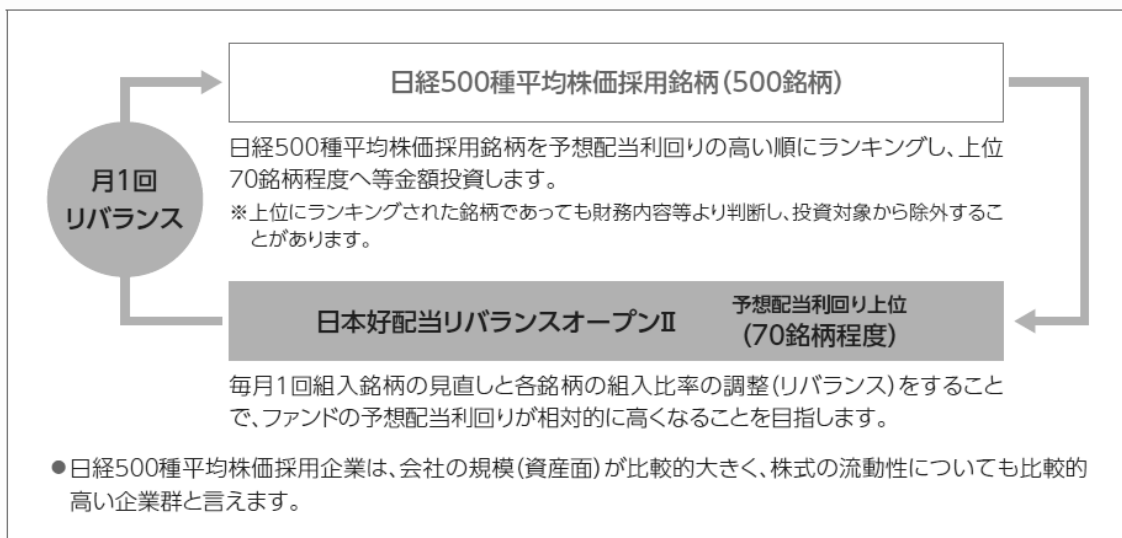 日経500種平均株価採用銘柄(500銘柄)
日経500種平均株価採用銘柄を予想配当利回りの高い順にランキングし、上位
70銘柄程度へ等金額投資します。
※上位にランキングされた銘柄であっても財務内容等より判断し、投資対象から除外するこ
とがあります。
月1回
リバランス
日本好配当リバランスオープンⅡ
予想配当利回り上位
(70銘柄程度)
毎月1回組入銘柄の見直しと各銘柄の組入比率の調整(リバランス)をすること
で、ファンドの予想配当利回りが相対的に高くなることを目指します。
●日経500種平均株価採用企業は、会社の規模(資産面)が比較的大きく、株式の流動性についても比較的
高い企業群と言えます。